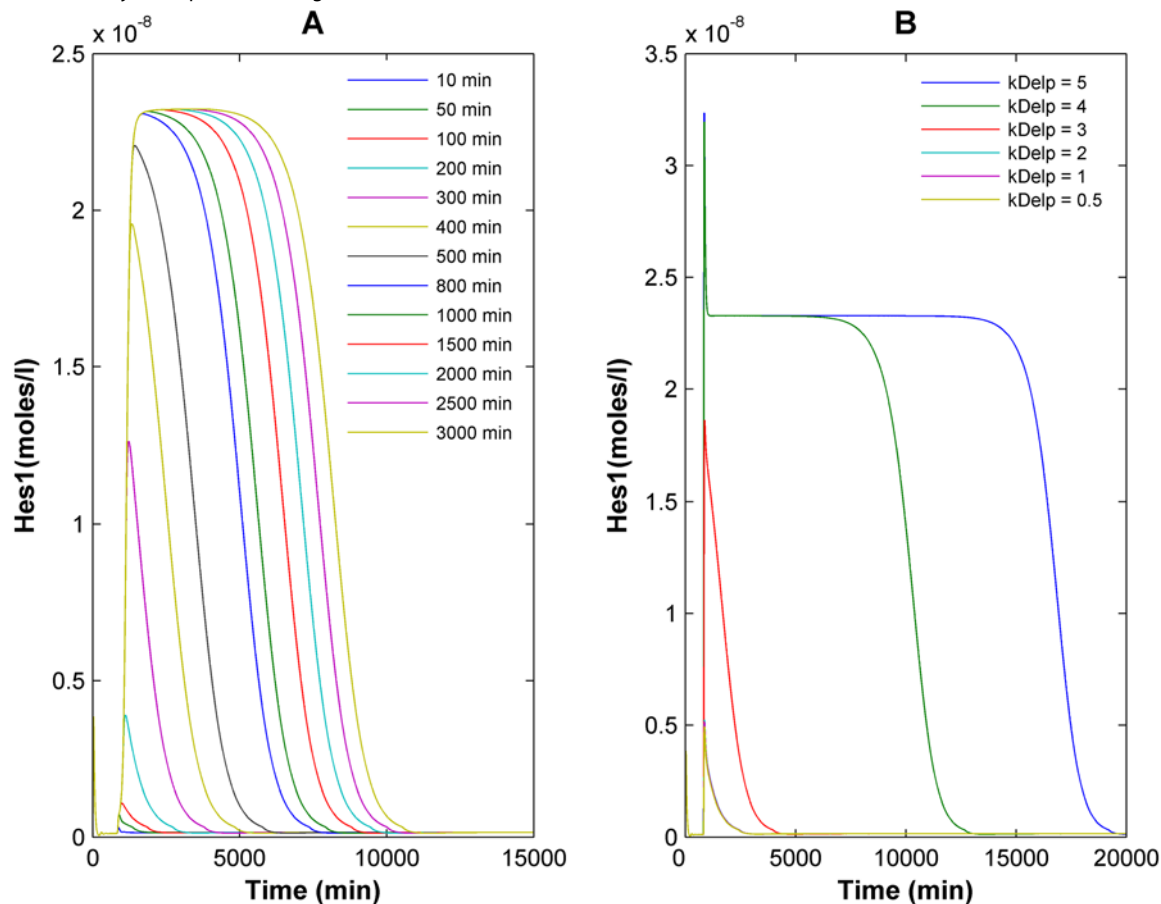 A
x 10^-8
2.5
2
1.5
1
0.5
0
Hes1(moles/l)
10 min
50 min
100 min
200 min
300 min
400 min
500 min
800 min
1000 min
1500 min
2000 min
2500 min
3000 min
0 5000 10000 15000
Time (min)
B
x 10^-8
3.5
3
2.5
2
1.5
1
0.5
0
Hes1(moles/l)
kDelp = 5
kDelp = 4
kDelp = 3
kDelp = 2
kDelp = 1
kDelp = 0.5
0 5000 10000 15000 20000
Time (min)